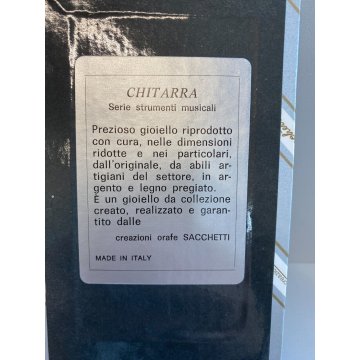 CHITARRA
Serie strumenti musicali
Prezioso gioiello riprodotto
con cura, nelle dimensioni
ridotte e nei particolari,
dall'originale, da abili ar-
tigiani del settore, in ar-
gento e legno pregiato.
È un gioiello da collezione
creato, realizzato e garan-
tito dalle
creazioni orafe SACCHETTI
MADE IN ITALY